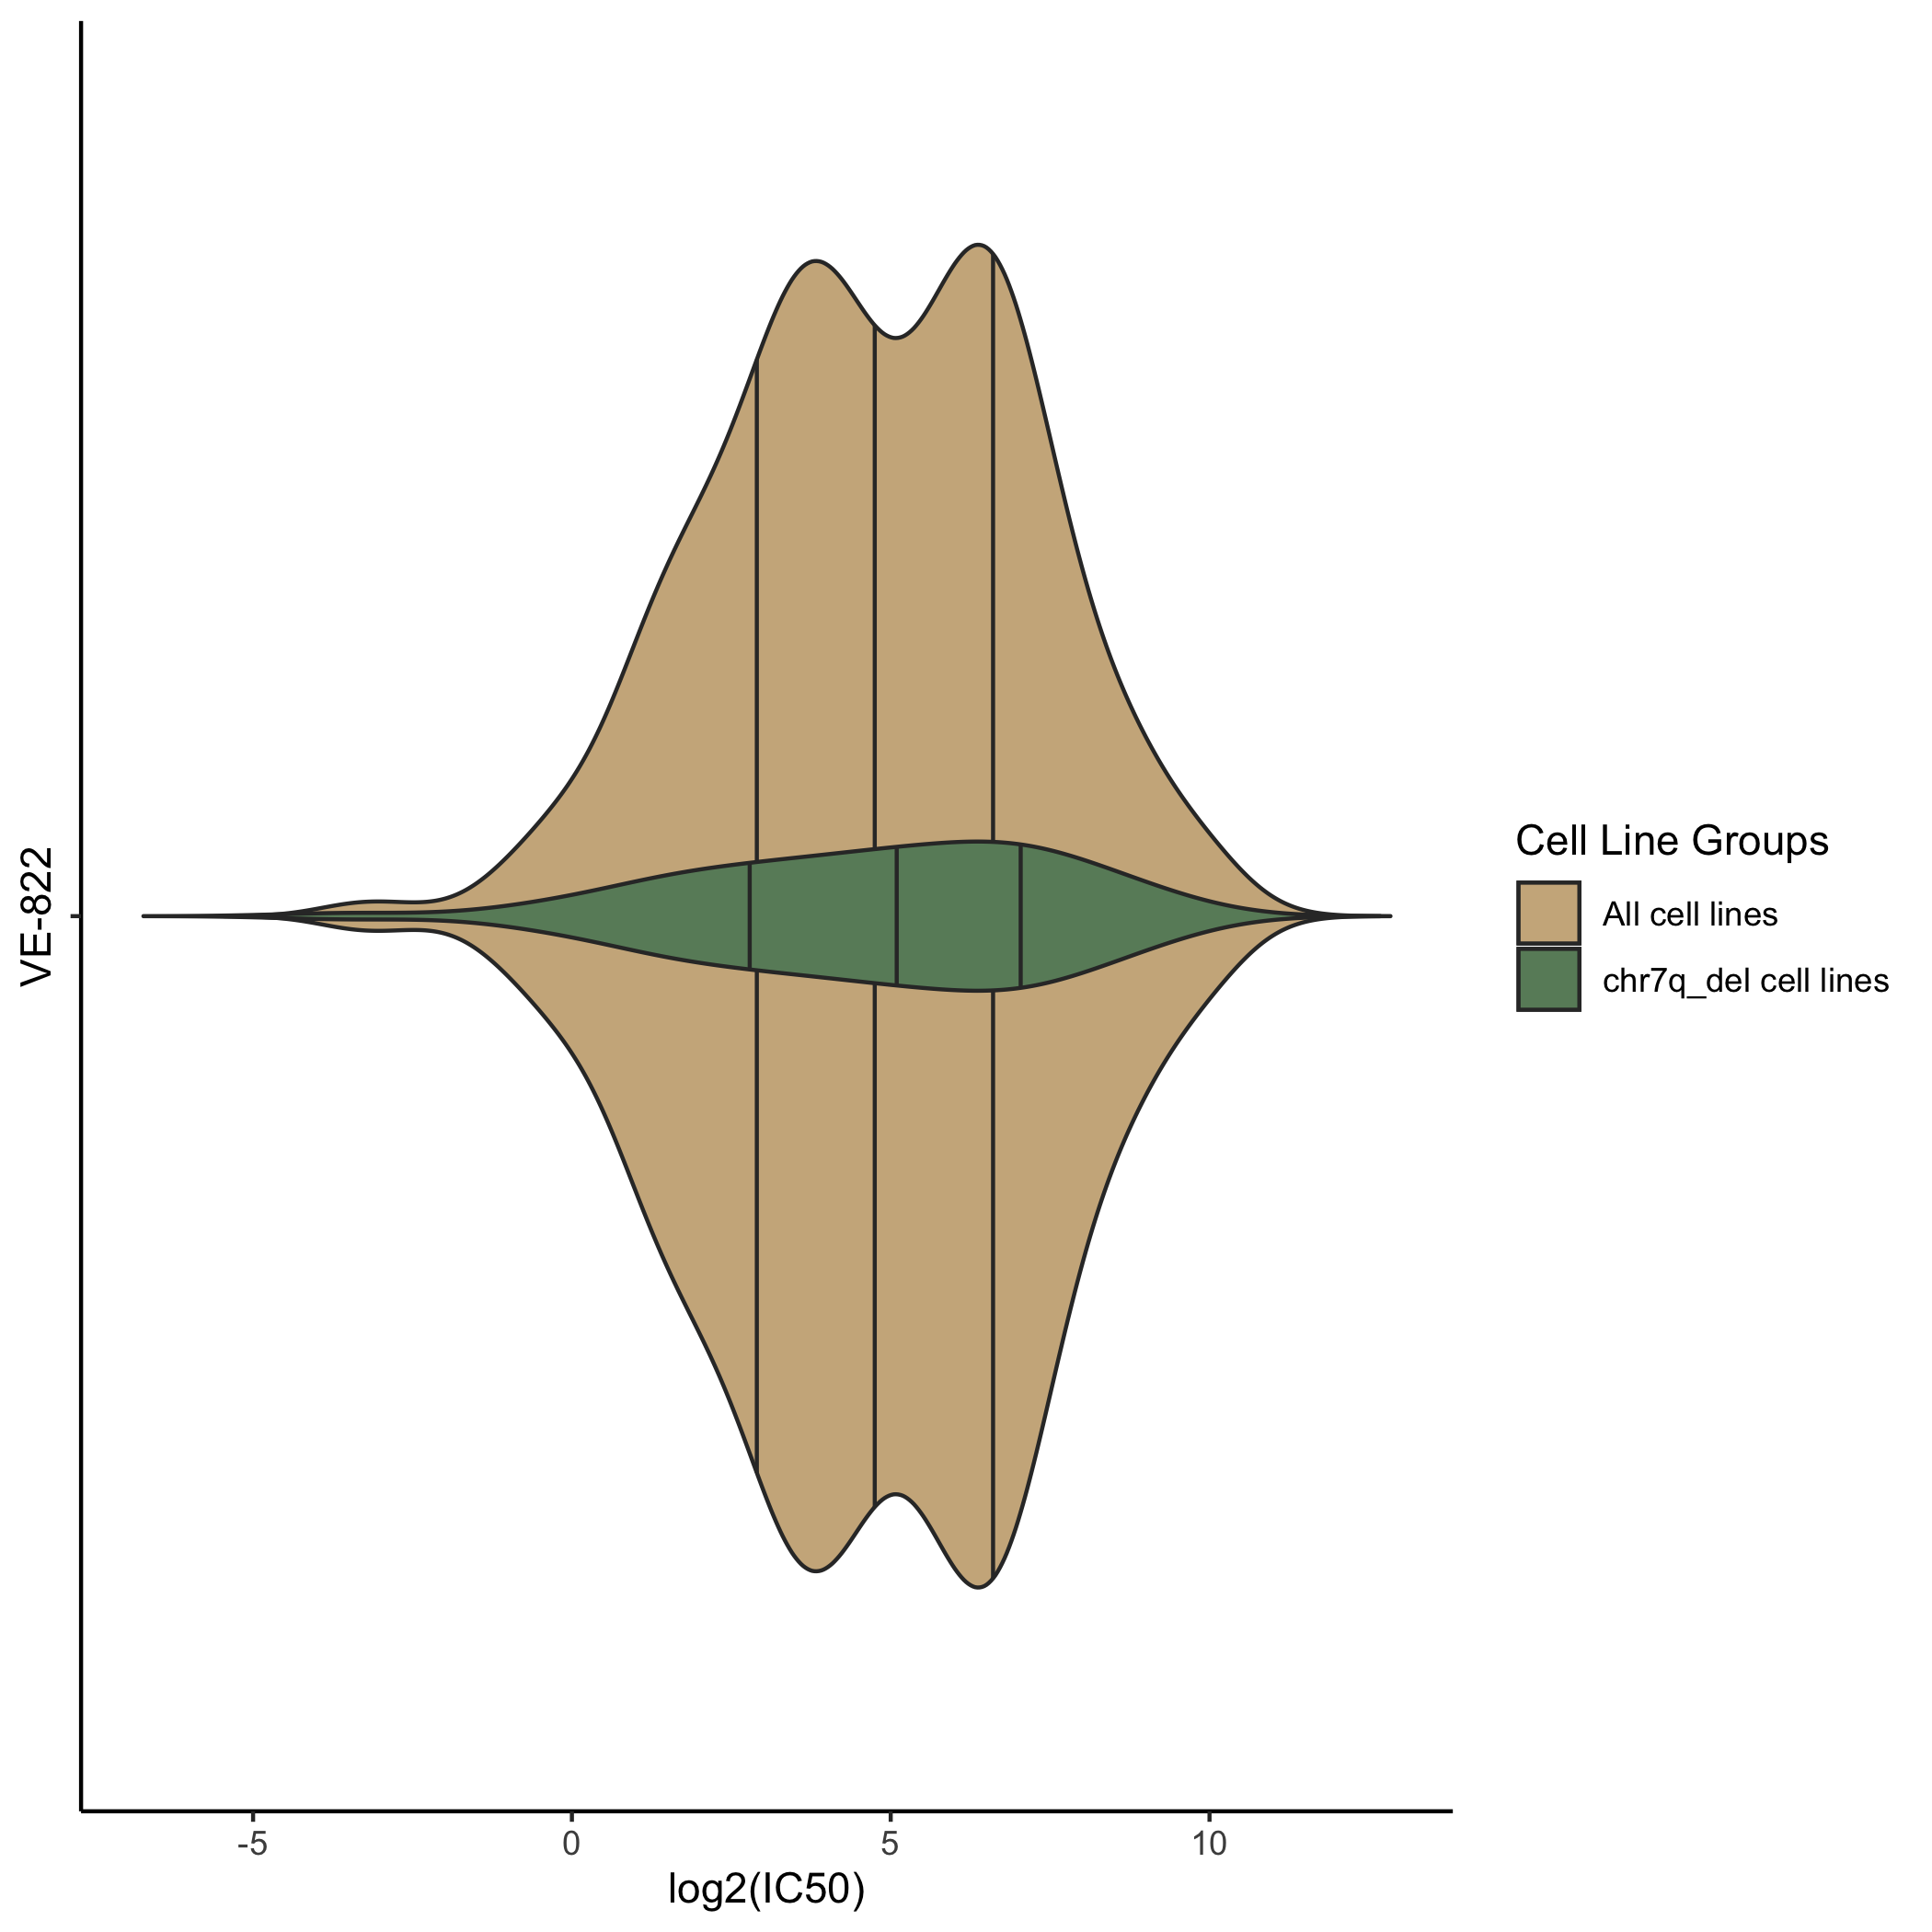 VE-822
-5
0
5
10
log2(IC50)
Cell Line Groups
All cell lines
chr7q_del cell lines